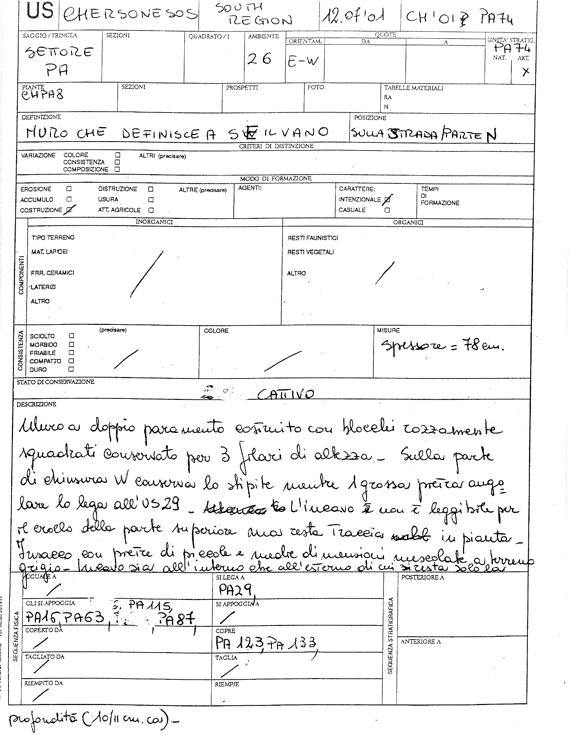 US CHERSONESOS SOUTH REGION 12.07'01 CH'01 PA74
SAGGIO/TRINCEA SEZIONI QUADRATO/I AMBIENTE QUOTE UNITA' STRATIG.
SETTORE PA 26 ORIENTAM. E-W DA A PA74
NAT. ART.
X
PIANTE SEZIONI PROSPETTI FOTO TABELLE MATERIALI
CHPA8 RA
N
DEFINIZIONE POSIZIONE
MURO CHE DEFINISCE A IL VANO SULLA STRADA/PARTE N
CRITERI DI DISTINZIONE
VARIAZIONE COLORE ALTRI (precisare)
CONSISTENZA
COMPOSIZIONE
MODO DI FORMAZIONE
EROSIONE DISTRUZIONE ALTRE (precisare) AGENTI: CARATTERE: TEMPI DI FORMAZIONE
ACCUMULO USURA INTENZIONALE
COSTRUZIONE ATT. AGRICOLE CASUALE
INORGANICI ORGANICI
COMPONENTI
TIPO TERRENO RESTI FAUNISTICI
MAT. LAPIDEI RESTI VEGETALI
FRR. CERAMICI ALTRO
LATERIZI
ALTRO
CONSISTENZA (precisare) COLORE MISURE
SCIOLTO
MORBIDO
FRIABILE
COMPATTO
DURO
Spessore = 78 cm.
STATO DI CONSERVAZIONE
CATTIVO
DESCRIZIONE
Muro a doppio paramento costruito con blocchi rozzamente
squadrati conservato per 3 filari di altezza - Sulla parte
di chiusura W conserva lo stipite mentre 1 grossa pietra ango=
lare lo lega all'US29 - L'incavo non è leggibile per
il crollo della parte superiore ma resta traccia in pianta -
con pietre di piccole e medie dimensioni mescolate a terreno
grigio - Incavo sia all'interno che all'esterno di cui si resta solo la
SEQUENZA FISICA
UGUALE A SI LEGA A POSTERIORE A
PA29,
GLI SI APPOGGIA SI APPOGGIA A
PA115,
PA16, PA63, PA87,
SEQUENZA STRATIGRAFICA
COPERTO DA COPRE ANTERIORE A
PA 123, PA 133
TAGLIATO DA TAGLIA
RIEMPITO DA RIEMPIE
profondità (10/11 cm. ca) -